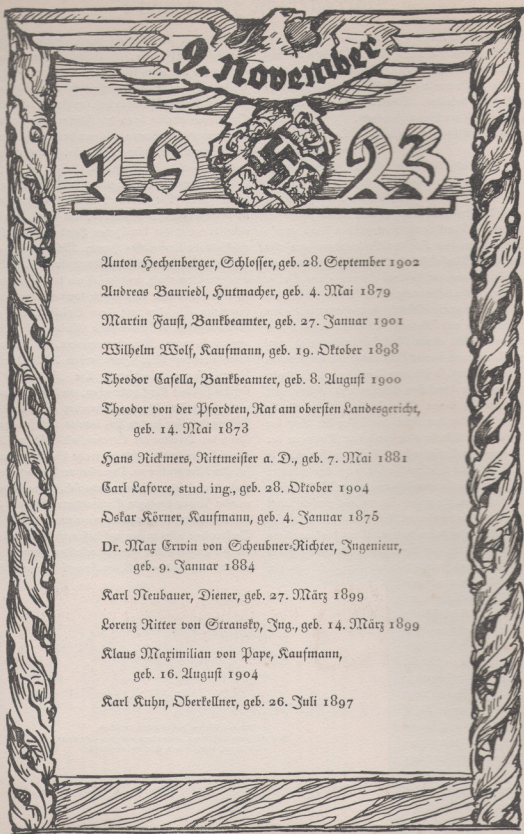 9. November
1923
Anton Hechenberger, Schlosser, geb. 28. September 1902
Andreas Bauriedl, Hutmacher, geb. 4. Mai 1879
Martin Faust, Bankbeamter, geb. 27. Januar 1901
Wilhelm Wolf, Kaufmann, geb. 19. Oktober 1898
Theodor Casella, Bankbeamter, geb. 8. August 1900
Theodor von der Pfordten, Rat am obersten Landesgericht,
geb. 14. Mai 1873
Hans Rickmers, Rittmeister a. D., geb. 7. Mai 1881
Carl Laforce, stud. ing., geb. 28. Oktober 1904
Oskar Körner, Kaufmann, geb. 4. Januar 1875
Dr. Max Erwin von Scheubner-Richter, Ingenieur,
geb. 9. Januar 1884
Karl Neubauer, Diener, geb. 27. März 1899
Lorenz Ritter von Stransky, Ing., geb. 14. März 1899
Klaus Maximilian von Pape, Kaufmann,
geb. 16. August 1904
Karl Kuhn, Oberkellner, geb. 26. Juli 1897